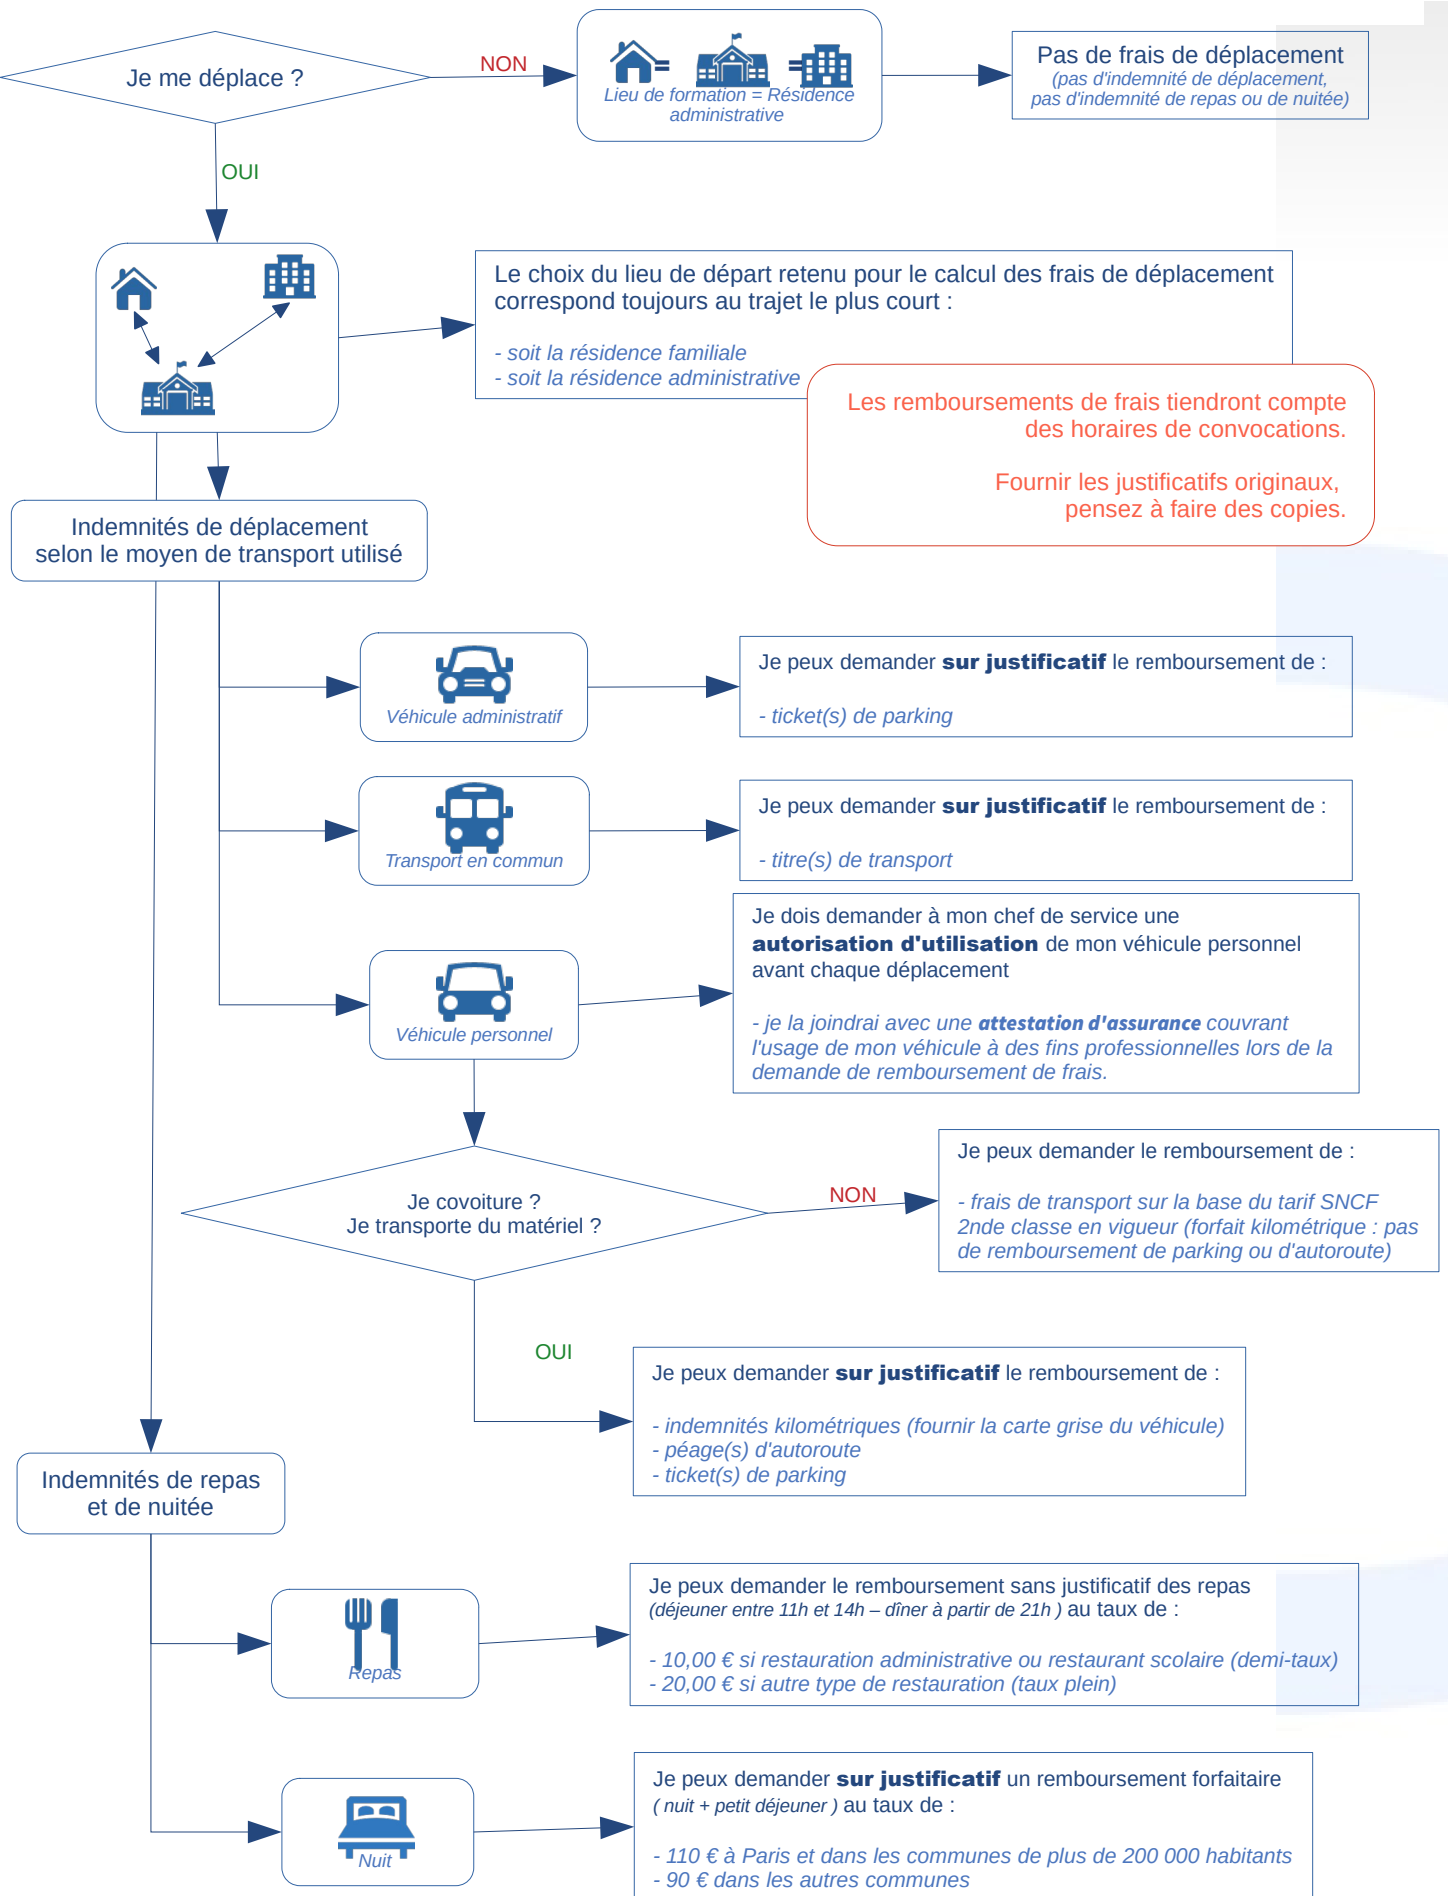 Je me déplace ?
NON
Lieu de formation = Résidence
administrative
Pas de frais de déplacement
(pas d'indemnité de déplacement,
pas d'indemnité de repas ou de nuitée)
OUI
Le choix du lieu de départ retenu pour le calcul des frais de déplacement
correspond toujours au trajet le plus court :
- soit la résidence familiale
- soit la résidence administrative
Les remboursements de frais tiendront compte
des horaires de convocations.
Fournir les justificatifs originaux,
pensez à faire des copies.
Indemnités de déplacement
selon le moyen de transport utilisé
Véhicule administratif
Je peux demander sur justificatif le remboursement de :
- ticket(s) de parking
Transport en commun
Je peux demander sur justificatif le remboursement de :
- titre(s) de transport
Véhicule personnel
Je dois demander à mon chef de service une
autorisation d'utilisation de mon véhicule personnel
avant chaque déplacement
- je la joindrai avec une attestation d'assurance couvrant
l'usage de mon véhicule à des fins professionnelles lors de la
demande de remboursement de frais.
Je covoiture ?
Je transporte du matériel ?
NON
Je peux demander le remboursement de :
- frais de transport sur la base du tarif SNCF
2nde classe en vigueur (forfait kilométrique : pas
de remboursement de parking ou d'autoroute)
OUI
Je peux demander sur justificatif le remboursement de :
- indemnités kilométriques (fournir la carte grise du véhicule)
- péage(s) d'autoroute
- ticket(s) de parking
Indemnités de repas
et de nuitée
Repas
Je peux demander le remboursement sans justificatif des repas
(déjeuner entre 11h et 14h – dîner à partir de 21h ) au taux de :
- 10,00 € si restauration administrative ou restaurant scolaire (demi-taux)
- 20,00 € si autre type de restauration (taux plein)
Nuit
Je peux demander sur justificatif un remboursement forfaitaire
( nuit + petit déjeuner ) au taux de :
- 110 € à Paris et dans les communes de plus de 200 000 habitants
- 90 € dans les autres communes